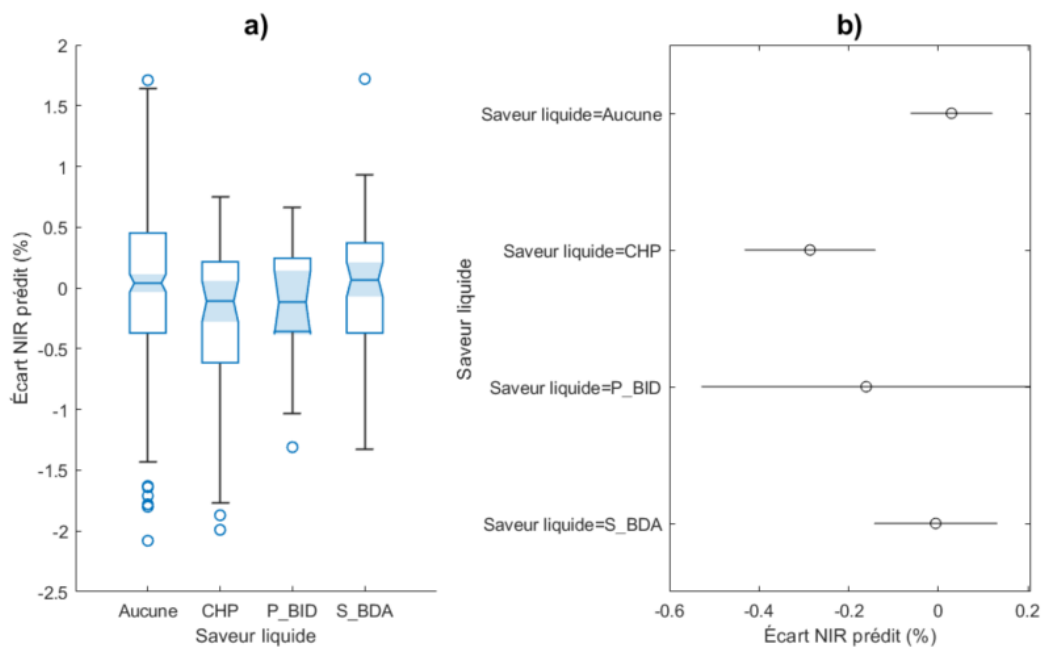 a)
2
1.5
1
0.5
0
-0.5
-1
-1.5
-2
-2.5
Écart NIR prédit (%)
Aucune CHP P_BID S_BDA
Saveur liquide
b)
Saveur liquide
Saveur liquide=Aucune
Saveur liquide=CHP
Saveur liquide=P_BID
Saveur liquide=S_BDA
-0.6 -0.4 -0.2 0 0.2
Écart NIR prédit (%)